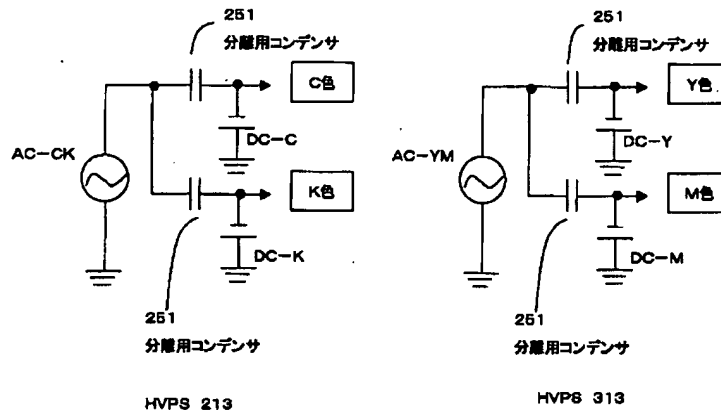 251
分離用コンデンサ
C色
DC-C
AC-CK
K色
DC-K
251
分離用コンデンサ
HVPS 213
251
分離用コンデンサ
Y色
DC-Y
AC-YM
M色
DC-M
251
分離用コンデンサ
HVPS 313